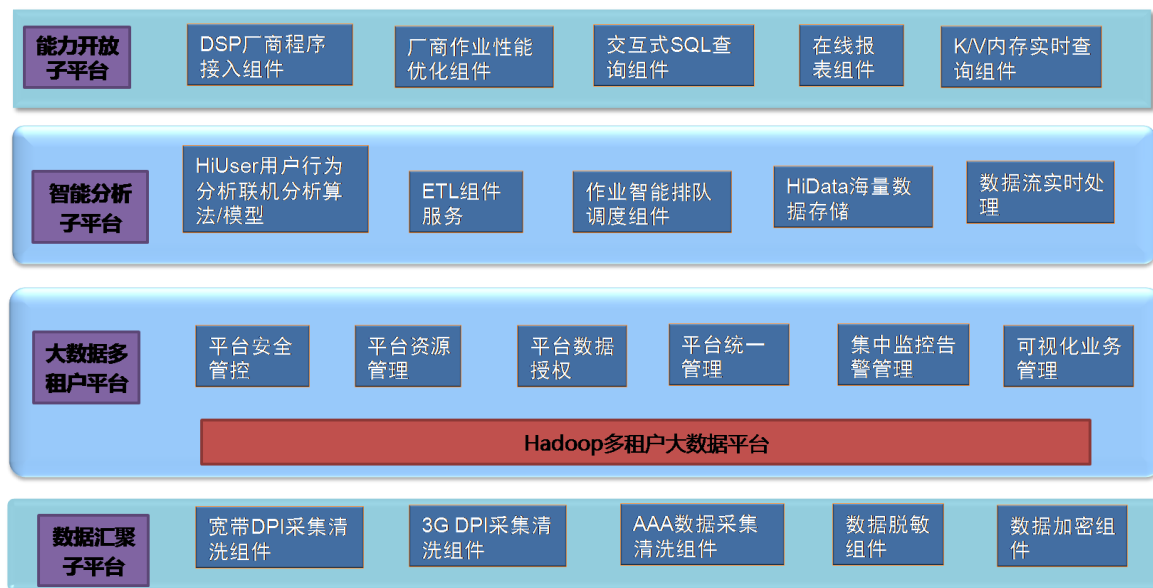 能力开放
子平台
DSP厂商程序
接入组件
厂商作业性能
优化组件
交互式SQL查
询组件
在线报
表组件
K/V内存实时查
询组件
智能分析
子平台
HiUser用户行为
分析联机分析算
法/模型
ETL组件
服务
作业智能排队
调度组件
HiData海量数
据存储
数据流实时处
理
大数据多
租户平台
平台安全
管控
平台资源
管理
平台数据
授权
平台统一
管理
集中监控告
警管理
可视化业务
管理
Hadoop多租户大数据平台
数据汇聚
子平台
宽带DPI采集清
洗组件
3G DPI采集清
洗组件
AAA数据采集
清洗组件
数据脱敏
组件
数据加密组
件